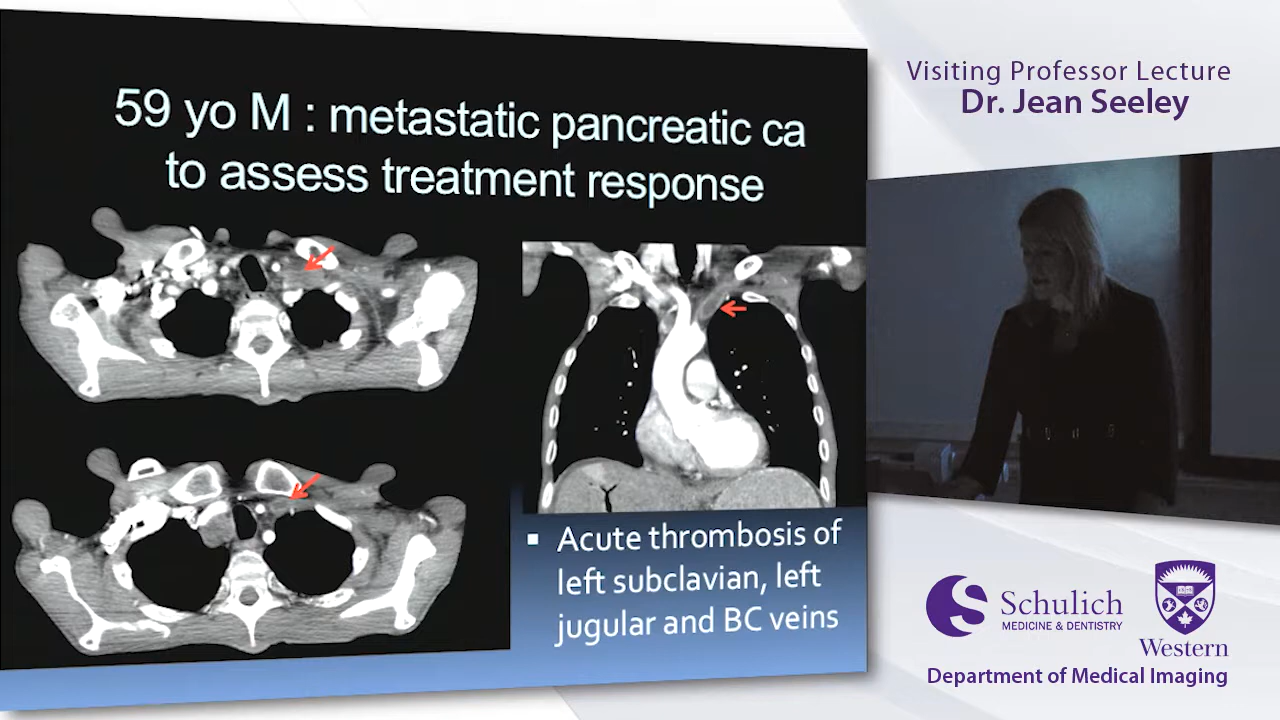 59 yo M : metastatic pancreatic ca
to assess treatment response
▪ Acute thrombosis of
left subclavian, left
jugular and BC veins
Visiting Professor Lecture
Dr. Jean Seeley
Schulich
MEDICINE & DENTISTRY
Western
Department of Medical Imaging